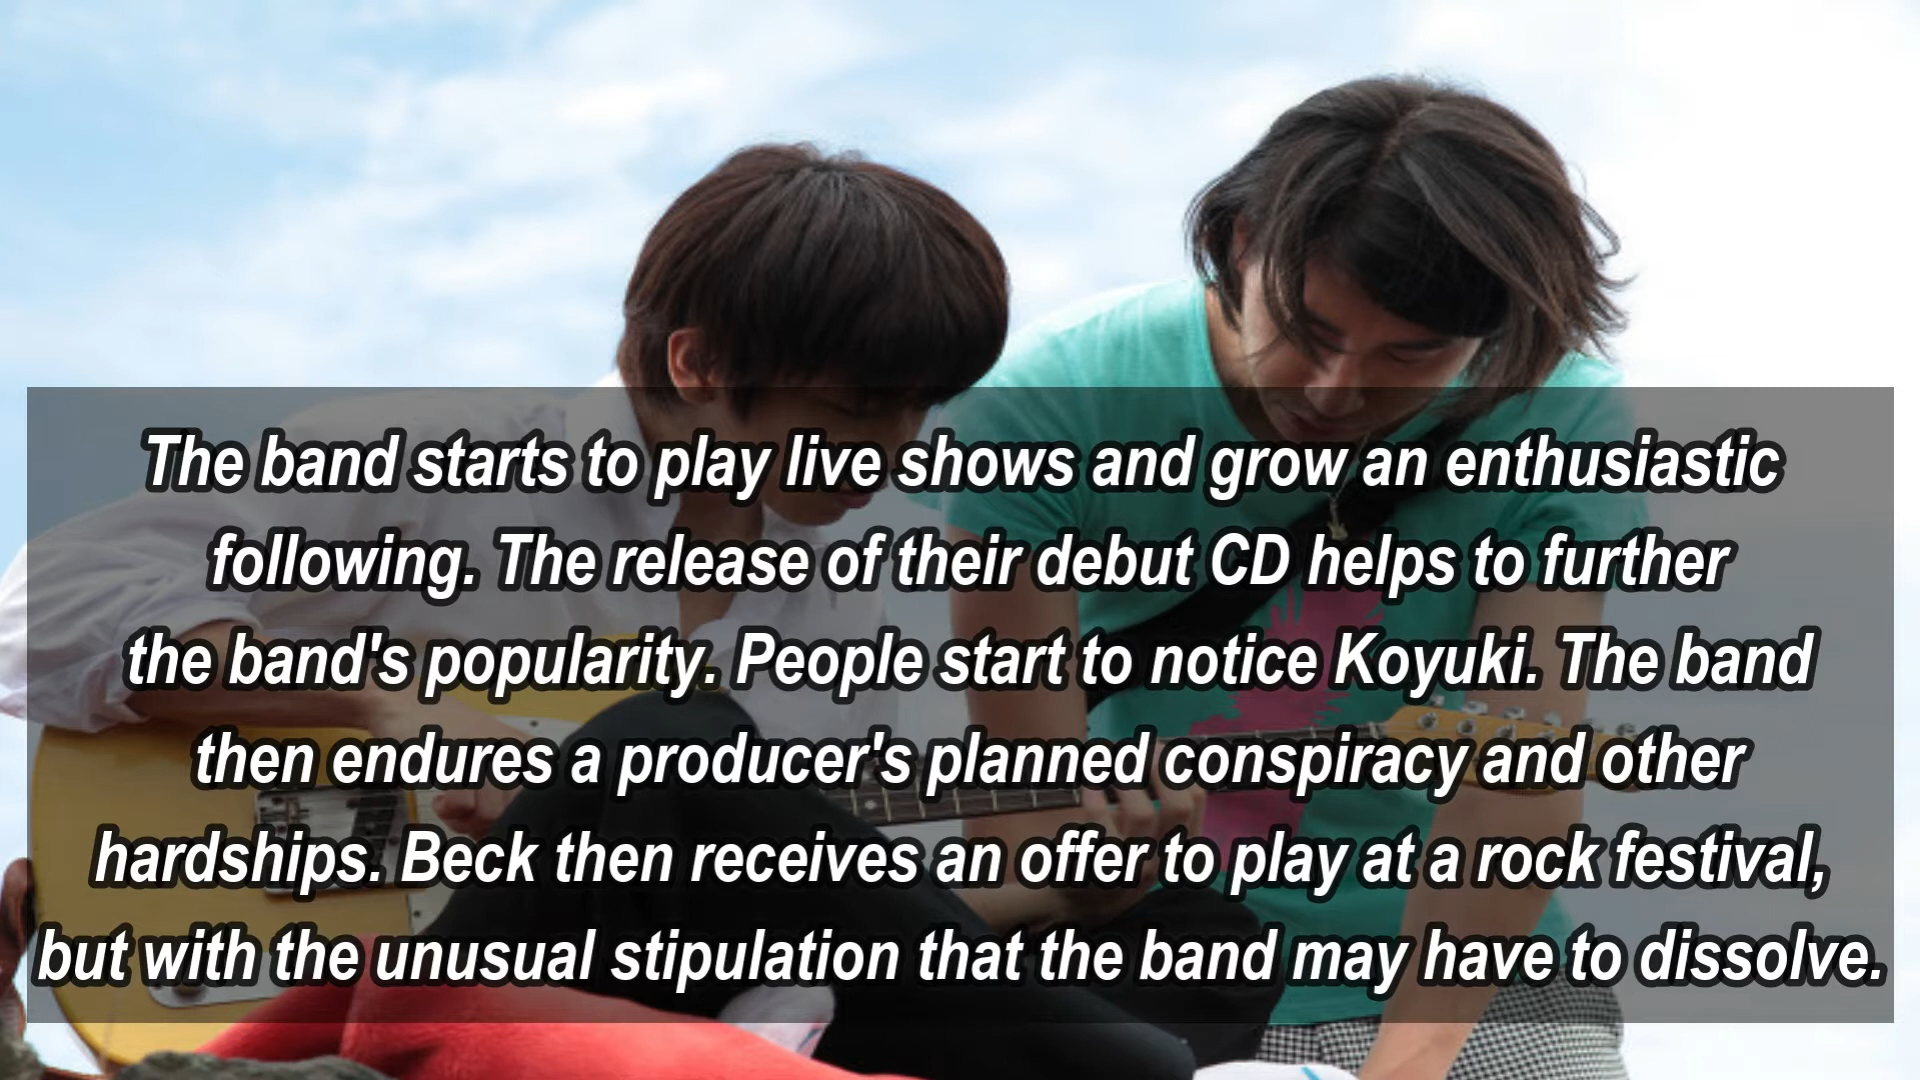 The band starts to play live shows and grow an enthusiastic
following. The release of their debut CD helps to further
the band's popularity. People start to notice Koyuki. The band
then endures a producer's planned conspiracy and other
hardships. Beck then receives an offer to play at a rock festival,
but with the unusual stipulation that the band may have to dissolve.